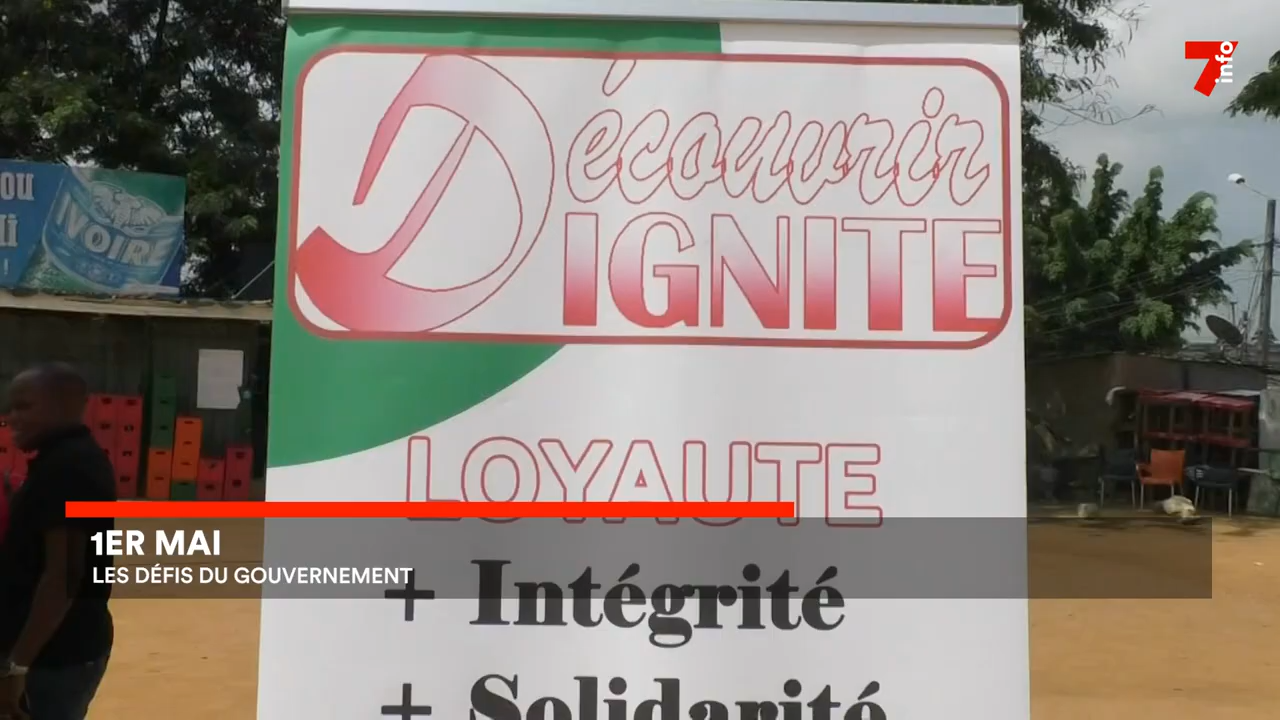 7
info
Découvrir
DIGNITE
OU
IVOIRE
!
LOYAUTE
1ER MAI
LES DÉFIS DU GOUVERNEMENT
+ Intégrité
+ Solidarité